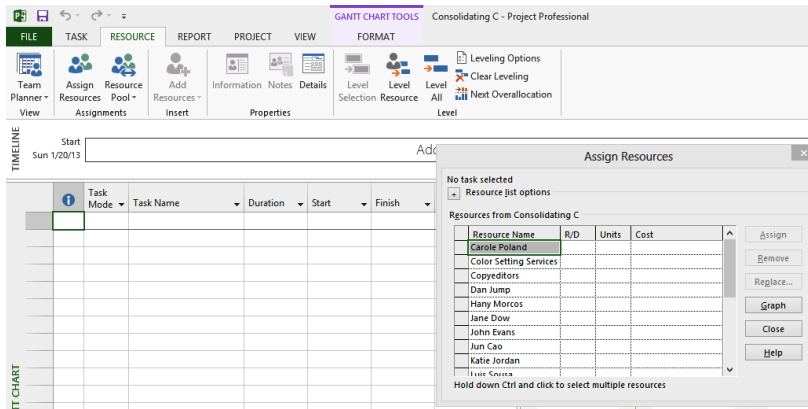 GANTT CHART TOOLS Consolidating C - Project Professional
FILE TASK RESOURCE REPORT PROJECT VIEW FORMAT
Team Planner Assign Resources Resource Pool Add Resources Information Notes Details Level Selection Level Resource Level All
Leveling Options
Clear Leveling
Next Overallocation
View Assignments Insert Properties Level
TIMELINE
Start
Sun 1/20/13
Task Mode Task Name Duration Start Finish
Assign Resources
No task selected
+ Resource list options
Resources from Consolidating C
Resource Name R/D Units Cost
Carole Poland
Color Setting Services
Copyeditors
Dan Jump
Hany Morcos
Jane Dow
John Evans
Jun Cao
Katie Jordan
Luis Sousa
Assign
Remove
Replace...
Graph
Close
Help
Hold down Ctrl and click to select multiple resources
TT CHART